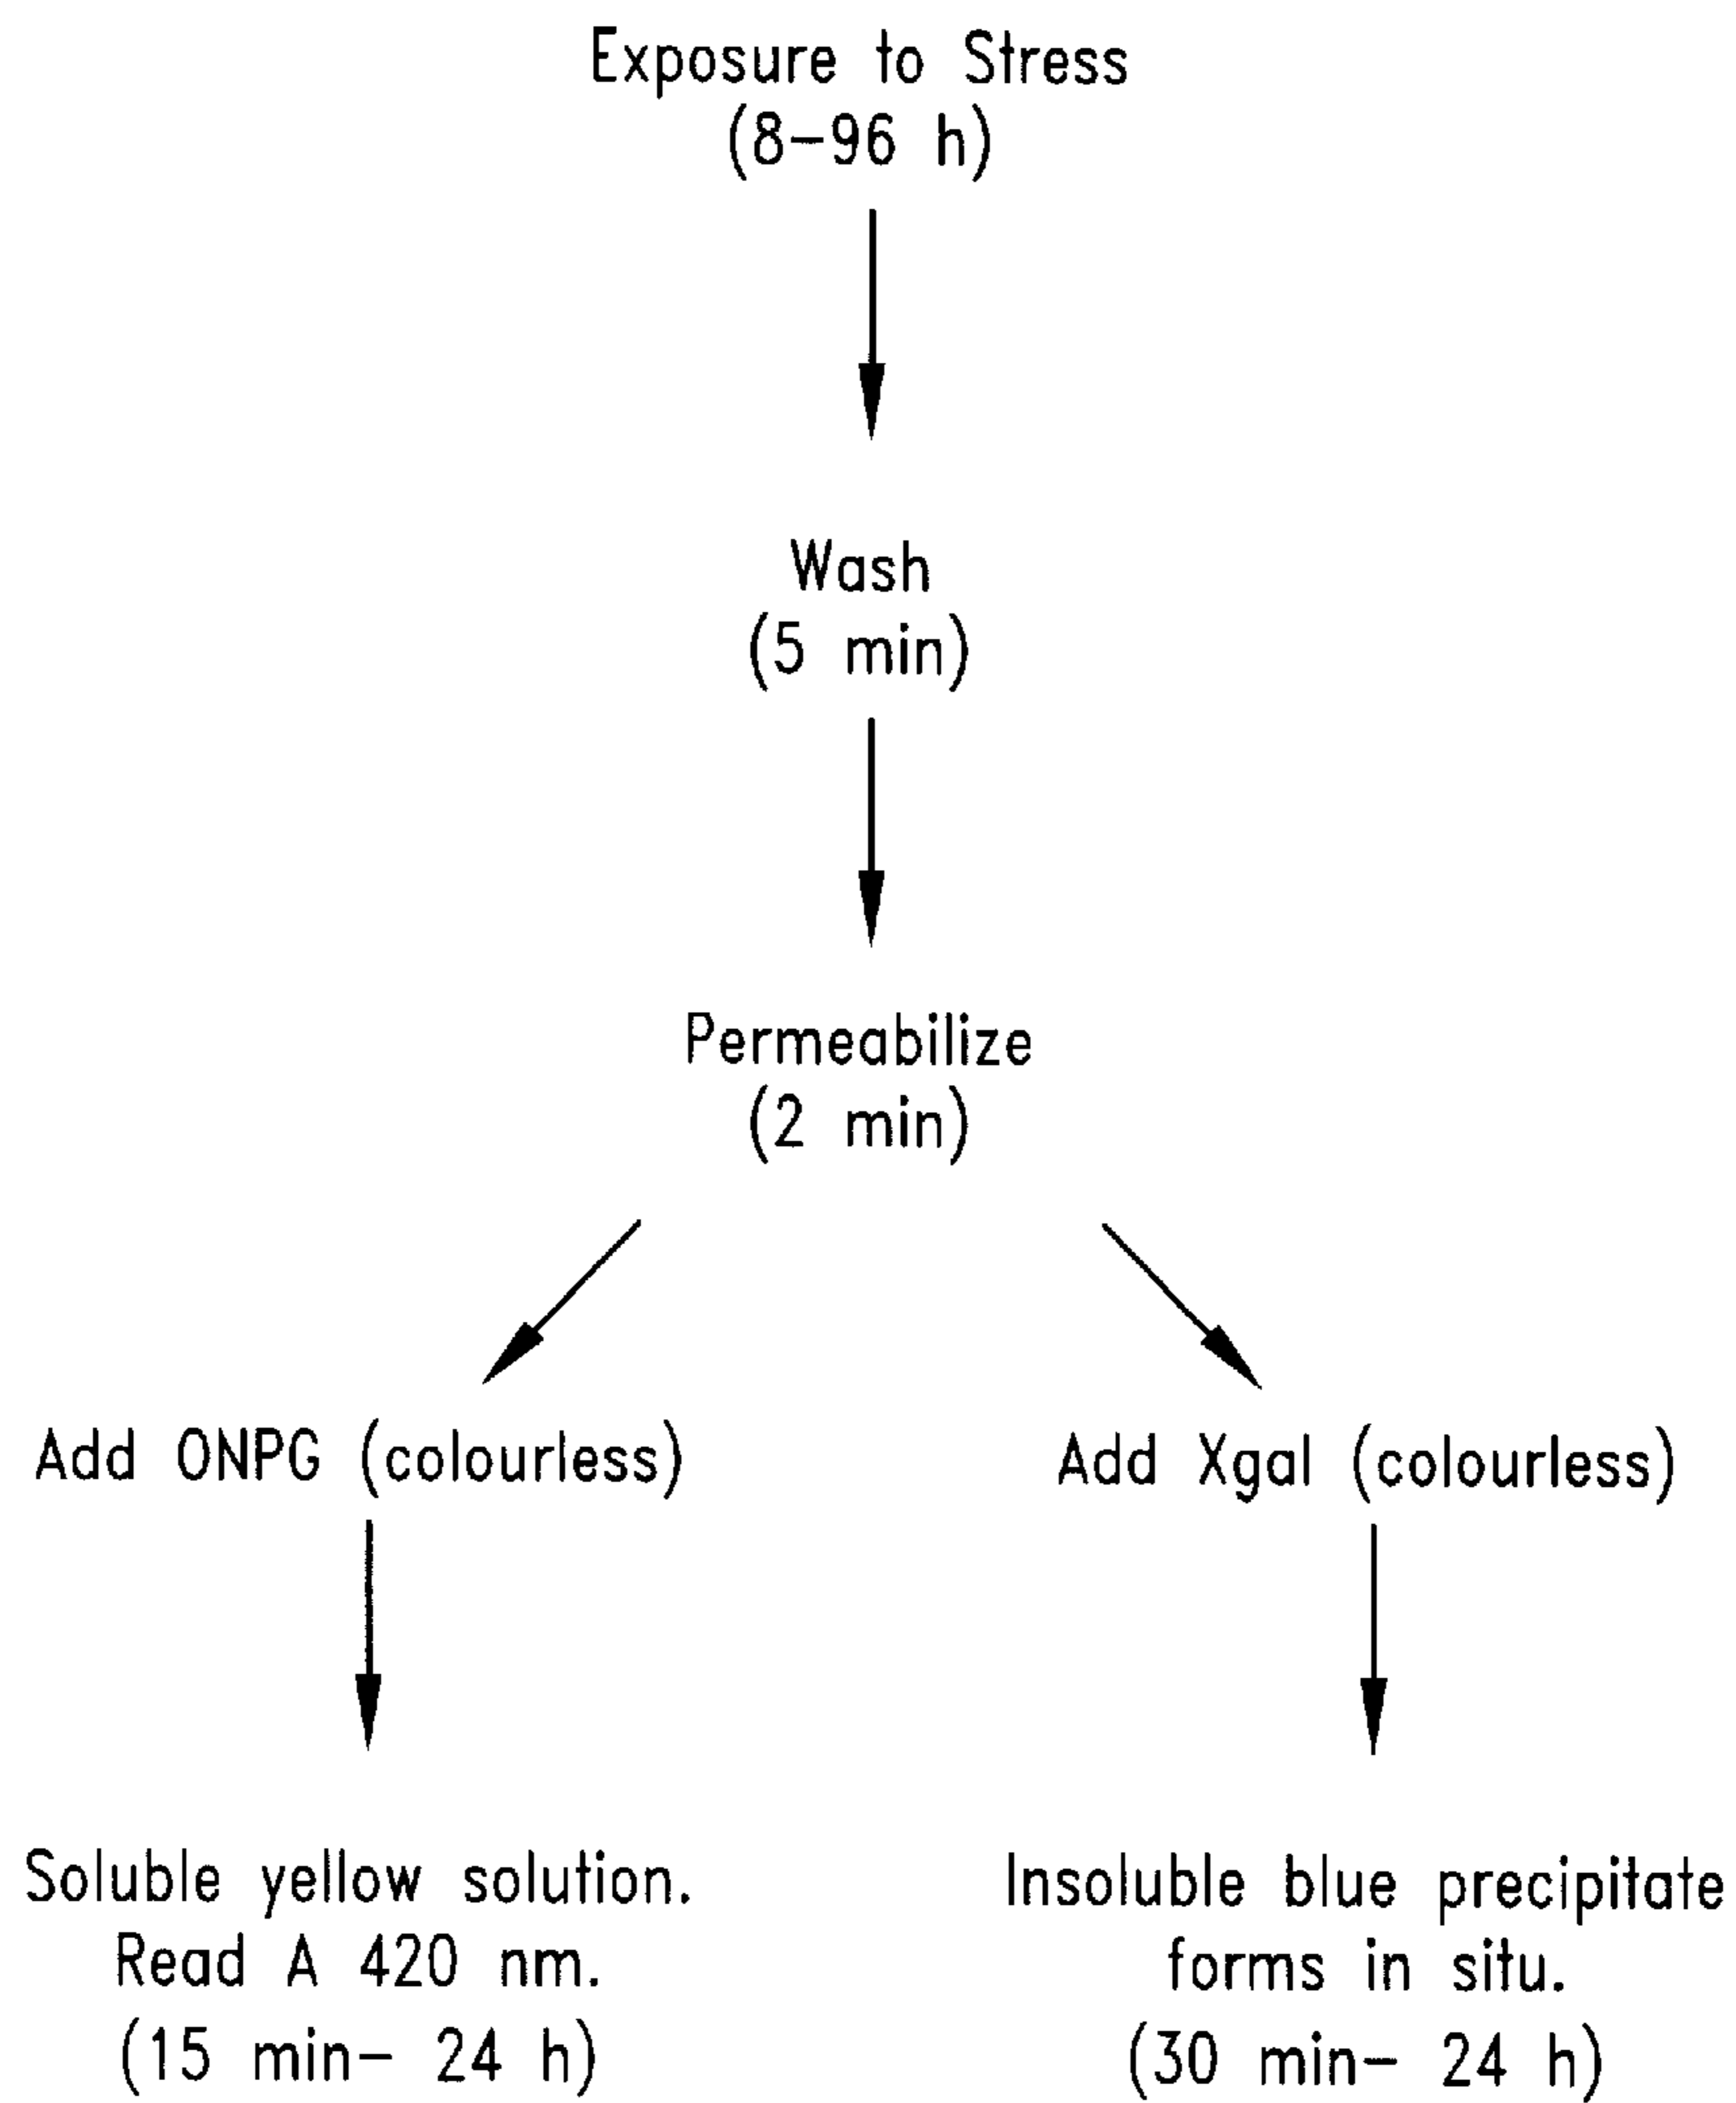 Exposure to Stress
(8-96 h)
Wash
(5 min)
Permeabilize
(2 min)
Add ONPG (colourless)
Add Xgal (colourless)
Soluble yellow solution.
Read A 420 nm.
(15 min- 24 h)
Insoluble blue precipitate
forms in situ.
(30 min- 24 h)